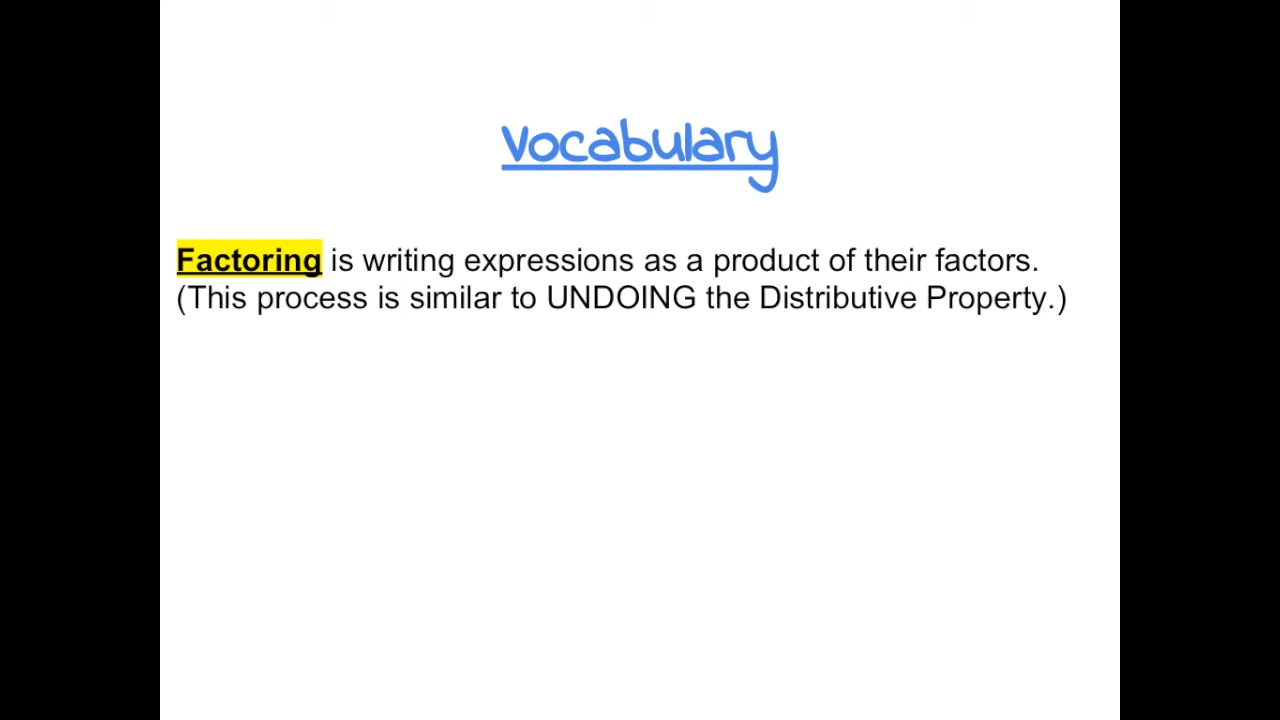 Vocabulary
Factoring is writing expressions as a product of their factors.
(This process is similar to UNDOING the Distributive Property.)